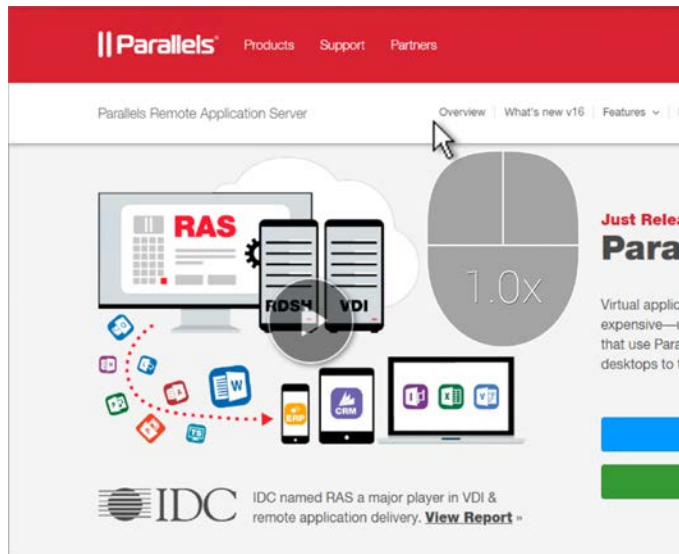 Parallels®
Products
Support
Partners
Parallels Remote Application Server
Overview
What's new v16
Features
RAS
RDSH
VDI
1.0x
Just Rele
Para
Virtual applic
expensive—
that use Para
desktops to
W
ERP
CRM
IDC
IDC named RAS a major player in VDI &
remote application delivery. View Report »